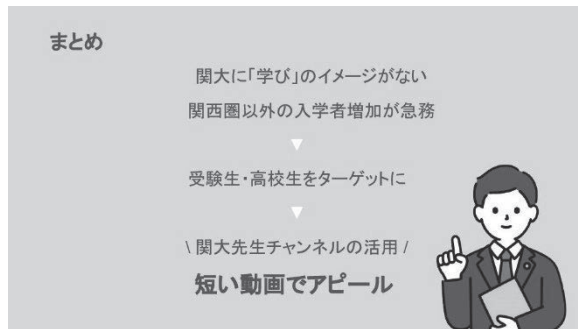 まとめ
関大に「学び」のイメージがない
関西圏以外の入学者増加が急務
▼
受験生・高校生をターゲットに
▼
\ 関大先生チャンネルの活用 /
短い動画でアピール